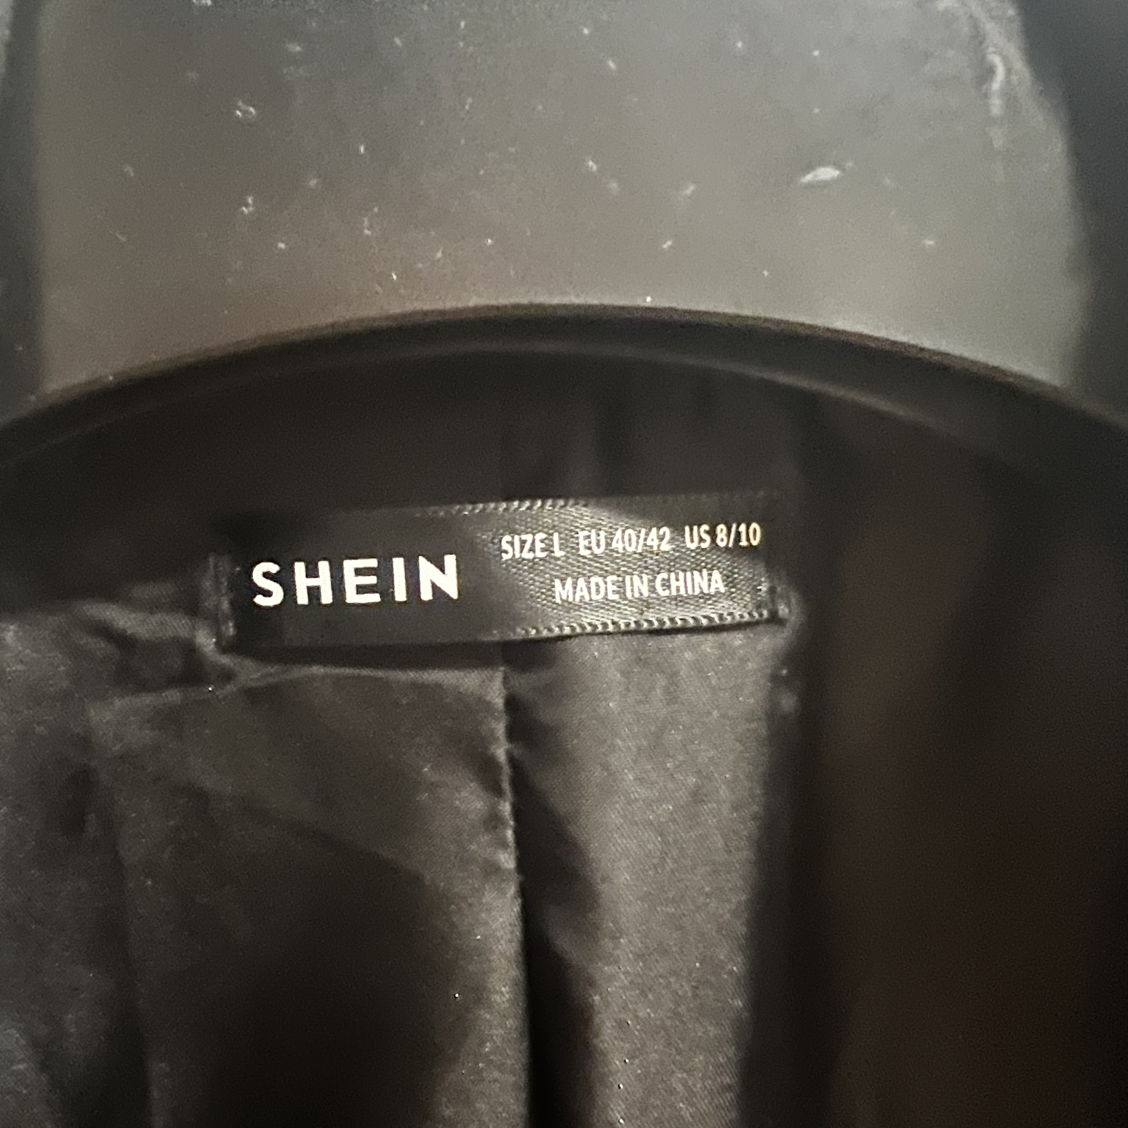 SHEIN
SIZE L EU 40/42 US 8/10
MADE IN CHINA